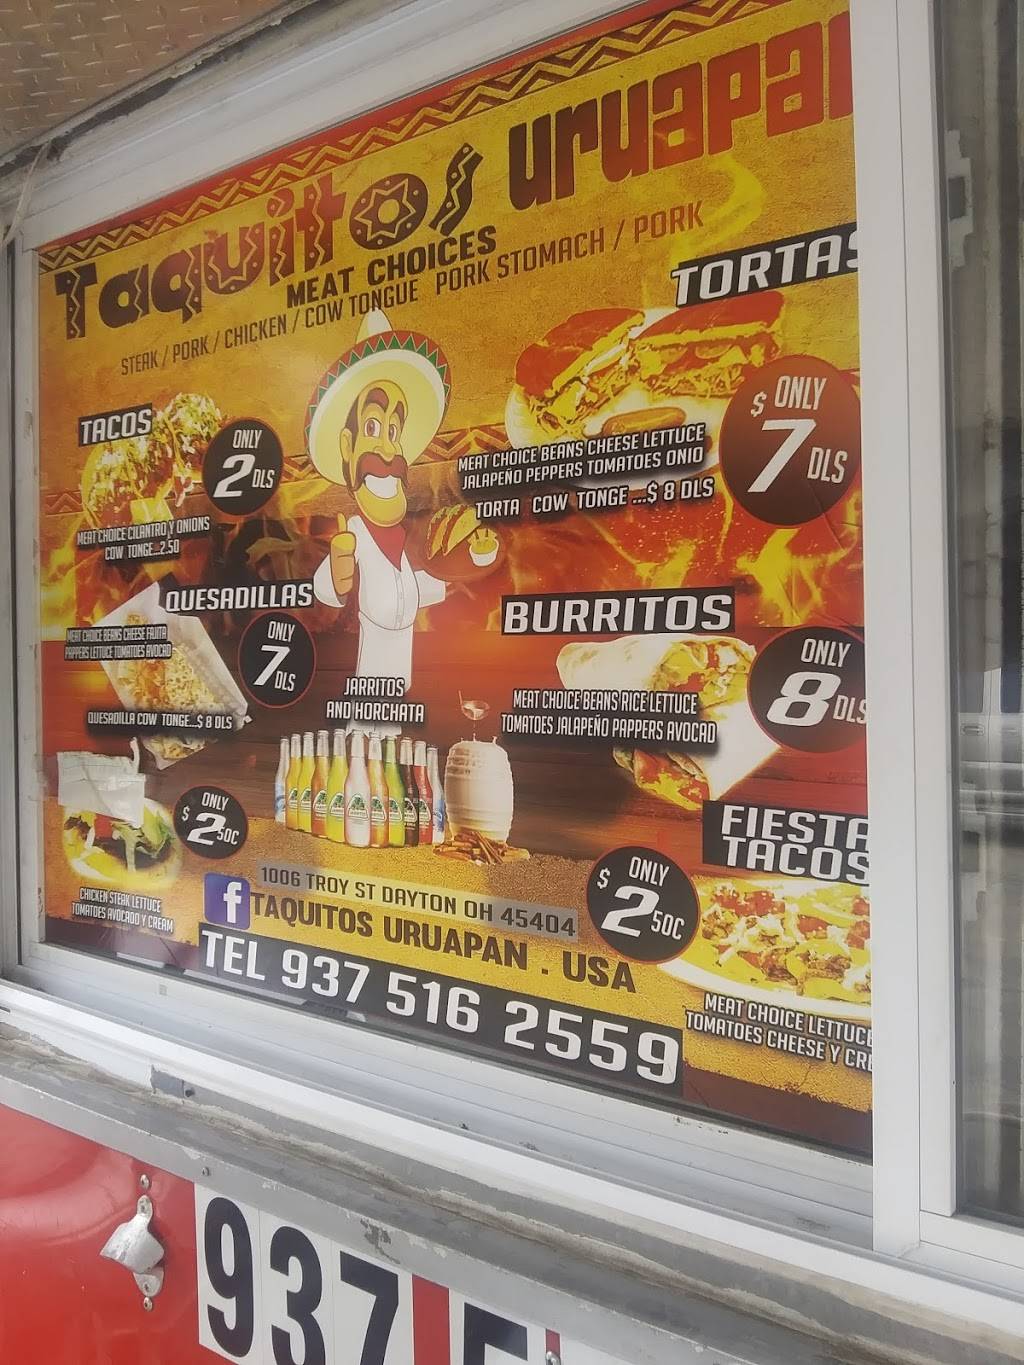 Taquitos uruapa
MEAT CHOICES
STEAK / PORK / CHICKEN / COW TONGUE PORK STOMACH / PORK
TACOS
ONLY
2 DLS
MEAT CHOICE CILANTRO Y ONIONS
COW TONGE...2.50
TORTAS
$ ONLY
7 DLS
MEAT CHOICE BEANS CHEESE LETTUCE
JALAPEÑO PEPPERS TOMATOES ONIO
TORTA COW TONGE ...$ 8 DLS
QUESADILLAS
ONLY
7 DLS
MEAT CHOICE BEANS CHEESE FAJITA
PAPPERS LETTUCE TOMATOES AVOCAD
QUESADILLA COW TONGE...$ 8 DLS
JARRITOS
AND HORCHATA
BURRITOS
ONLY
8 DLS
MEAT CHOICE BEANS RICE LETTUCE
TOMATOES JALAPEÑO PAPPERS AVOCAD
ONLY
$ 2 50C
CHICKEN STEAK LETTUCE
TOMATOES AVOCADO Y CREAM
FIESTA
TACOS
ONLY
$ 2 50C
MEAT CHOICE LETTUCE
TOMATOES CHEESE Y CRE
1006 TROY ST DAYTON OH 45404
f TAQUITOS URUAPAN . USA
TEL 937 516 2559
937 5